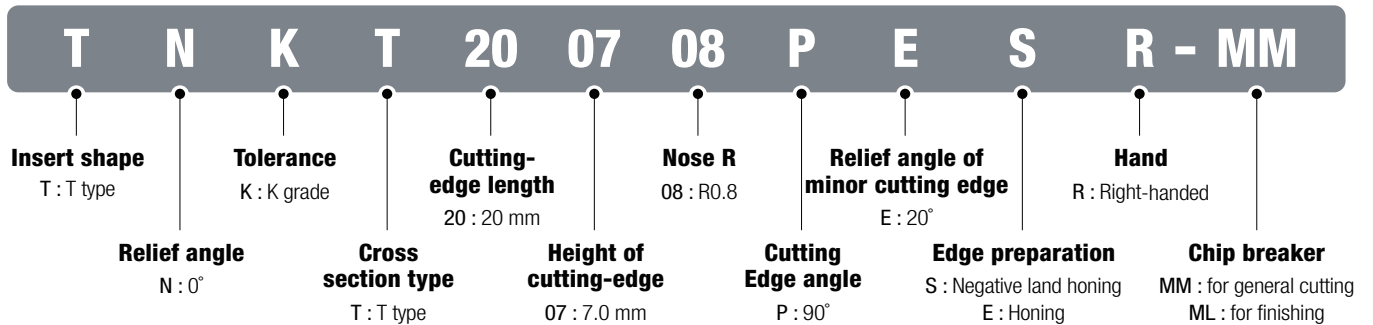 T N K T 20 07 08 P E S R - MM
Insert shape
T : T type
Tolerance
K : K grade
Cutting-
edge length
20 : 20 mm
Nose R
08 : R0.8
Relief angle of
minor cutting edge
E : 20˚
Hand
R : Right-handed
Relief angle
N : 0˚
Cross
section type
T : T type
Height of
cutting-edge
07 : 7.0 mm
Cutting
Edge angle
P : 90˚
Edge preparation
S : Negative land honing
E : Honing
Chip breaker
MM : for general cutting
ML : for finishing